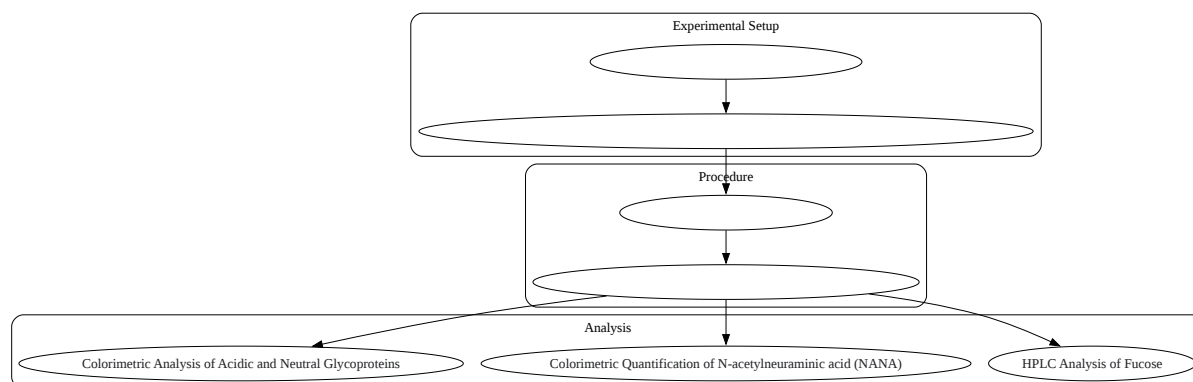 Experimental Setup
Procedure
Analysis
Colorimetric Analysis of Acidic and Neutral Glycoproteins
Colorimetric Quantification of N-acetylneuraminic acid (NANA)
HPLC Analysis of Fucose